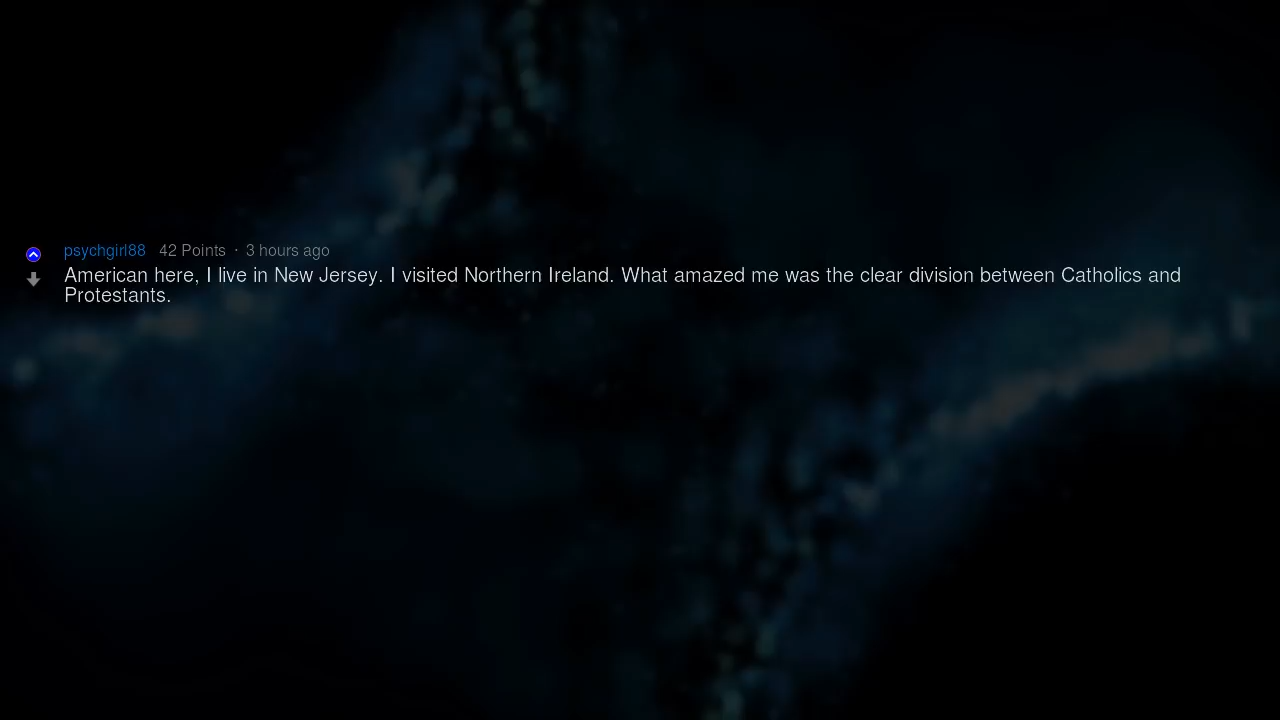 psychgirl88 42 Points · 3 hours ago
American here, I live in New Jersey. I visited Northern Ireland. What amazed me was the clear division between Catholics and
Protestants.